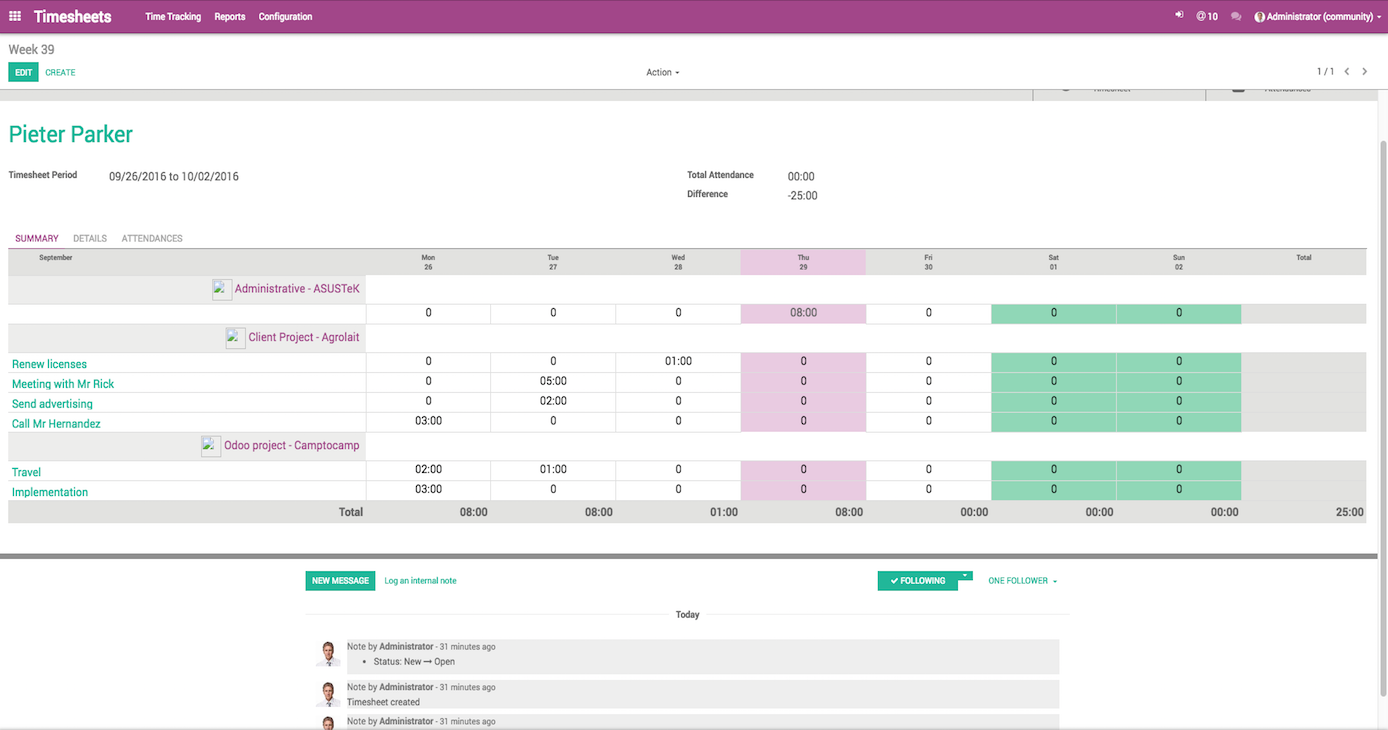 Timesheets Time Tracking Reports Configuration @10 Administrator (community)
Week 39
EDIT CREATE Action 1 / 1
Timesheet Attendances
Pieter Parker
Timesheet Period 09/26/2016 to 10/02/2016 Total Attendance 00:00
Difference -25:00
SUMMARY DETAILS ATTENDANCES
September Mon Tue Wed Thu Fri Sat Sun Total
26 27 28 29 30 01 02
Administrative - ASUSTeK
0 0 0 08:00 0 0 0
Client Project - Agrolait
Renew licenses 0 0 01:00 0 0 0 0
Meeting with Mr Rick 0 05:00 0 0 0 0 0
Send advertising 0 02:00 0 0 0 0 0
Call Mr Hernandez 03:00 0 0 0 0 0 0
Odoo project - Camptocamp
Travel 02:00 01:00 0 0 0 0 0
Implementation 03:00 0 0 0 0 0 0
Total 08:00 08:00 01:00 08:00 00:00 00:00 00:00 25:00
NEW MESSAGE Log an internal note FOLLOWING ONE FOLLOWER
Today
Note by Administrator - 31 minutes ago
• Status: New → Open
Note by Administrator - 31 minutes ago
Timesheet created
Note by Administrator - 31 minutes ago